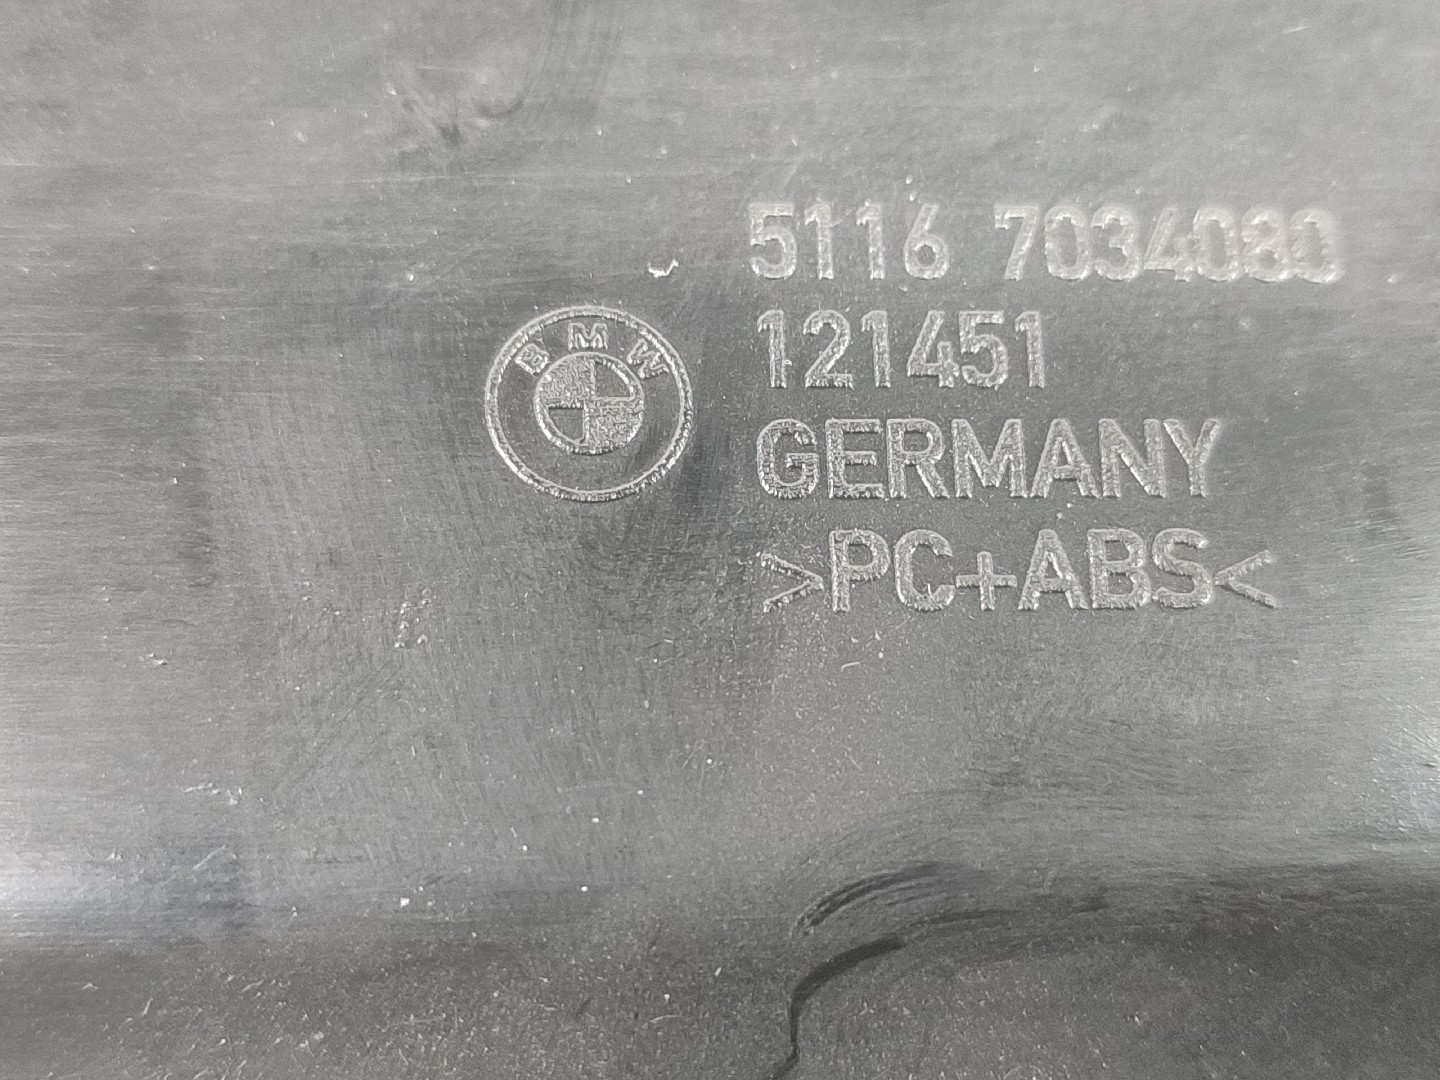 5116 7034080
BMW
121451
GERMANY
>PC+ABS<